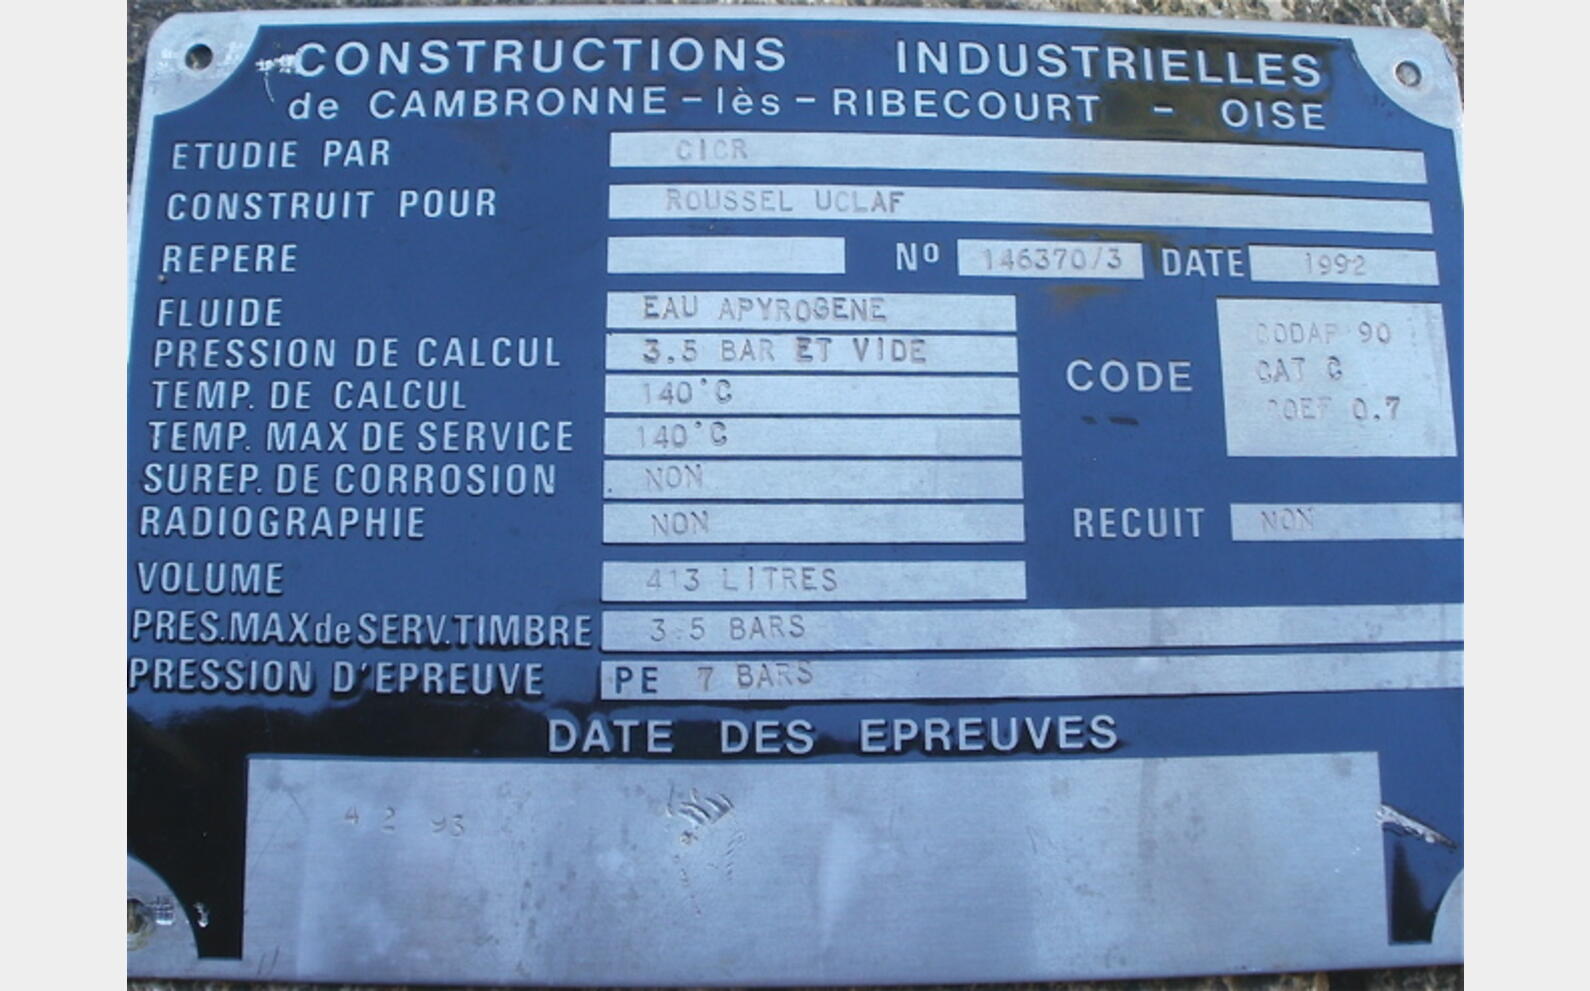 CONSTRUCTIONS INDUSTRIELLES
de CAMBRONNE - lès - RIBECOURT - OISE
ETUDIE PAR CICR
CONSTRUIT POUR ROUSSEL UCLAF
REPERE Nº 146370/3 DATE 1992
FLUIDE EAU APYROGENE
PRESSION DE CALCUL 3.5 BAR ET VIDE
TEMP. DE CALCUL 140°C
TEMP. MAX DE SERVICE 140°C
SUREP. DE CORROSION NON
RADIOGRAPHIE NON
CODE CODAP 90
CAT C
COEF 0.7
RECUIT NON
VOLUME 413 LITRES
PRES.MAX de SERV.TIMBRE 3.5 BARS
PRESSION D'EPREUVE PE 7 BARS
DATE DES EPREUVES
4 2 93